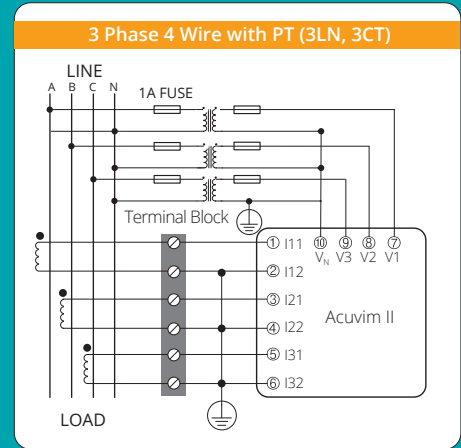 3 Phase 4 Wire with PT (3LN, 3CT)
LINE
A B C N
1A FUSE
Terminal Block
① I11
② I12
③ I21
④ I22
⑤ I31
⑥ I32
⑩ ⑨ ⑧ ⑦
VN V3 V2 V1
Acuvim II
LOAD